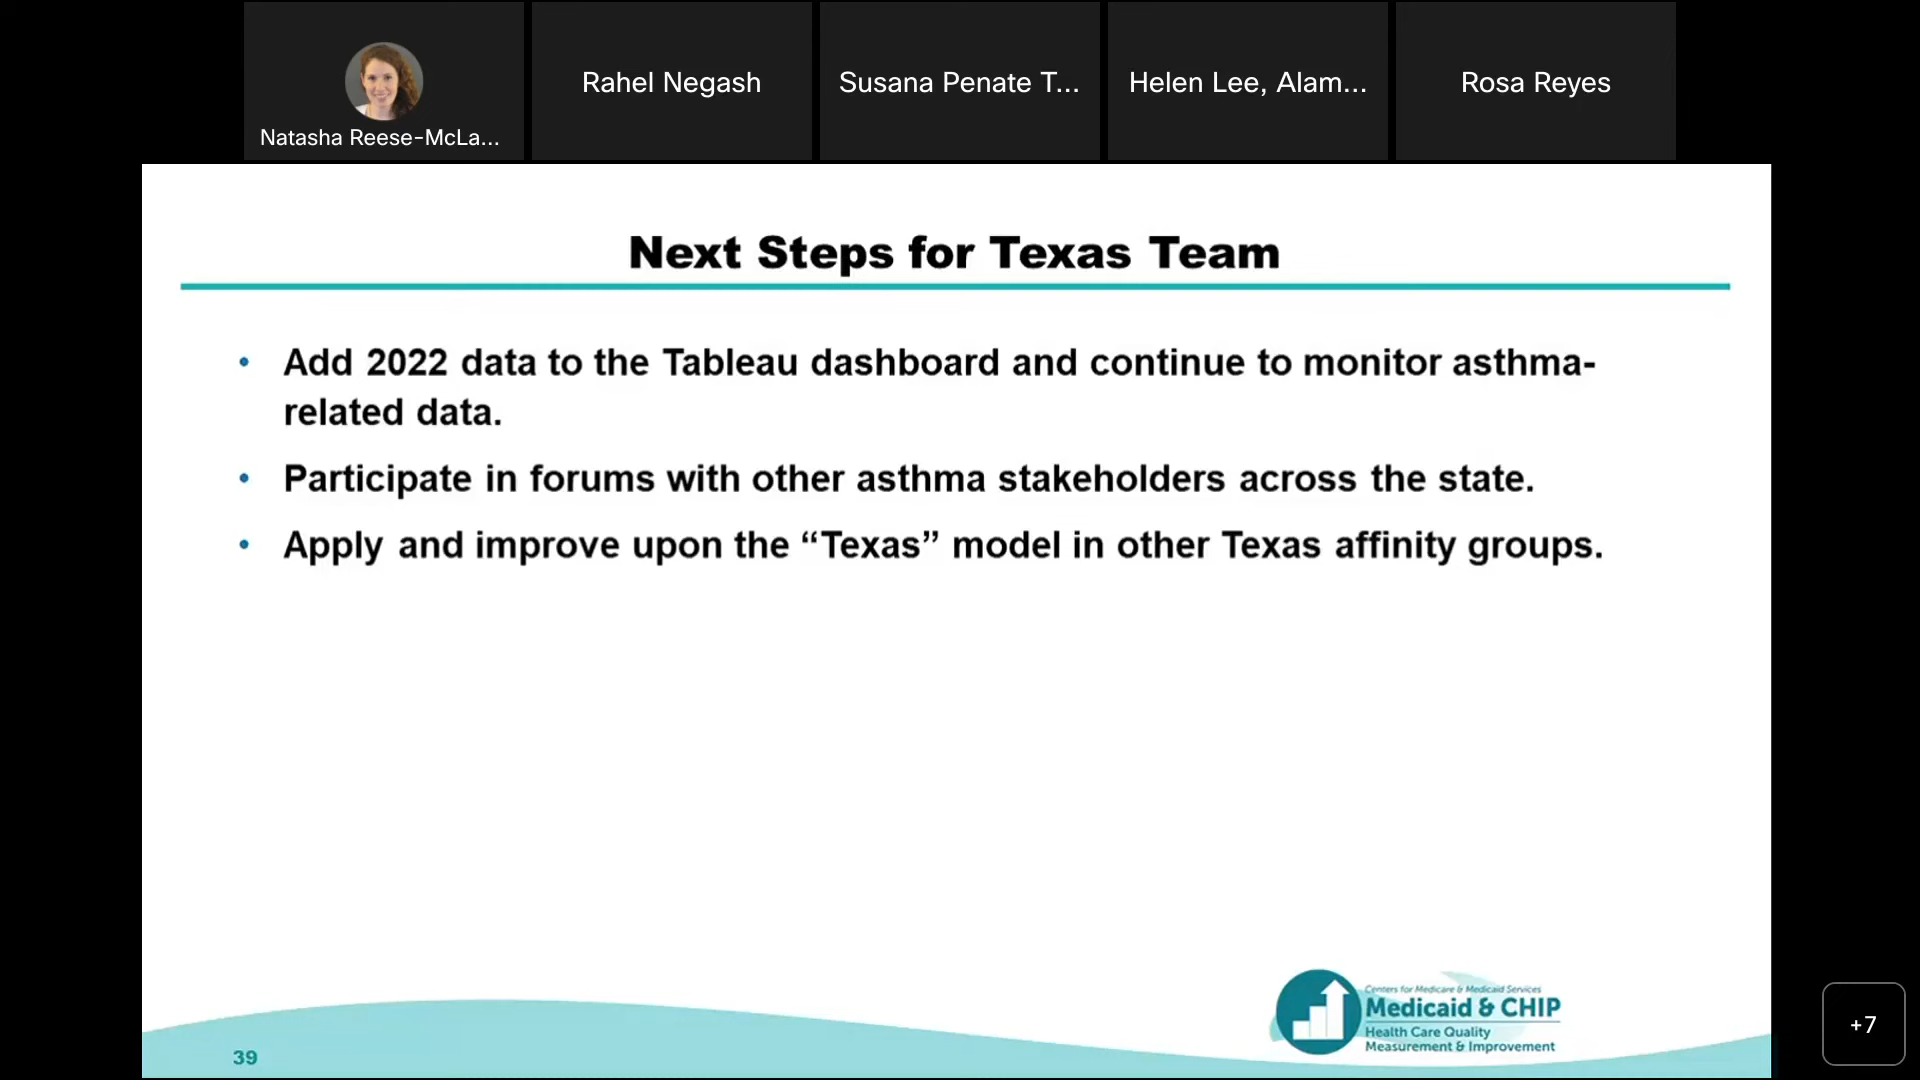 Natasha Reese-McLa...
Rahel Negash
Susana Penate T...
Helen Lee, Alam...
Rosa Reyes
Next Steps for Texas Team
• Add 2022 data to the Tableau dashboard and continue to monitor asthma-
related data.
• Participate in forums with other asthma stakeholders across the state.
• Apply and improve upon the “Texas” model in other Texas affinity groups.
Centers for Medicare & Medicaid Services
Medicaid & CHIP
Health Care Quality
Measurement & Improvement
39
+7